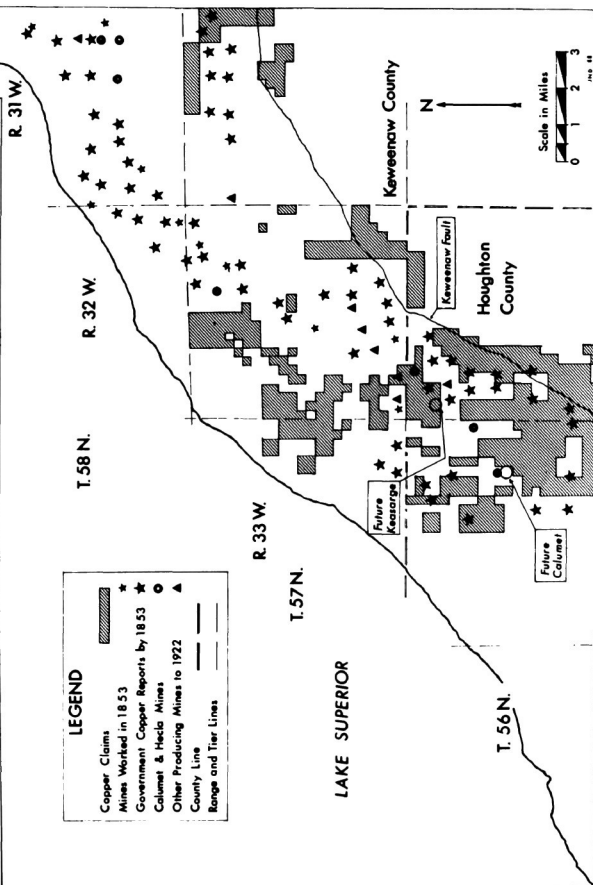 R. 31 W.
R. 32 W.
T. 58 N.
R. 33 W.
T. 57 N.
LEGEND
Copper Claims
Mines Worked in 1853
Government Copper Reports by 1853
Calumet & Hecla Mines
Other Producing Mines to 1922
County Line
Range and Tier Lines
LAKE SUPERIOR
T. 56 N.
Keweenaw County
N
Keweenaw Fault
Houghton
County
Future
Keasarge
Future
Calumet
Scale in Miles
0 1 2 3